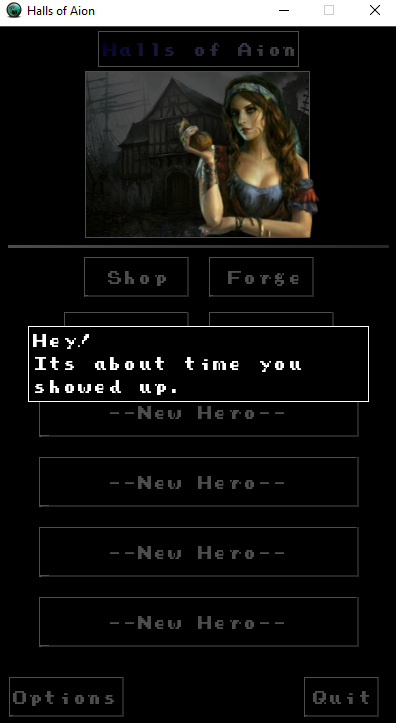 Halls of Aion
Halls of Aion
Shop Forge
Hey!
Its about time you
showed up.
--New Hero--
--New Hero--
--New Hero--
--New Hero--
Options Quit